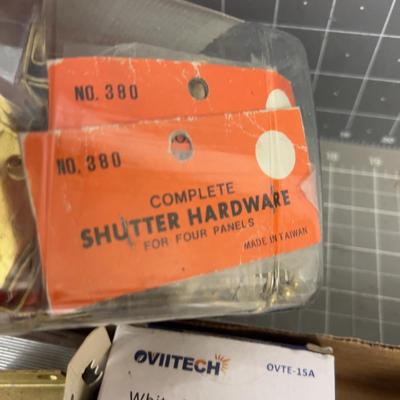 NO. 380
NO. 380
COMPLETE
SHUTTER HARDWARE
FOR FOUR PANELS
MADE IN TAIWAN
OVIITECH
OVTE-15A